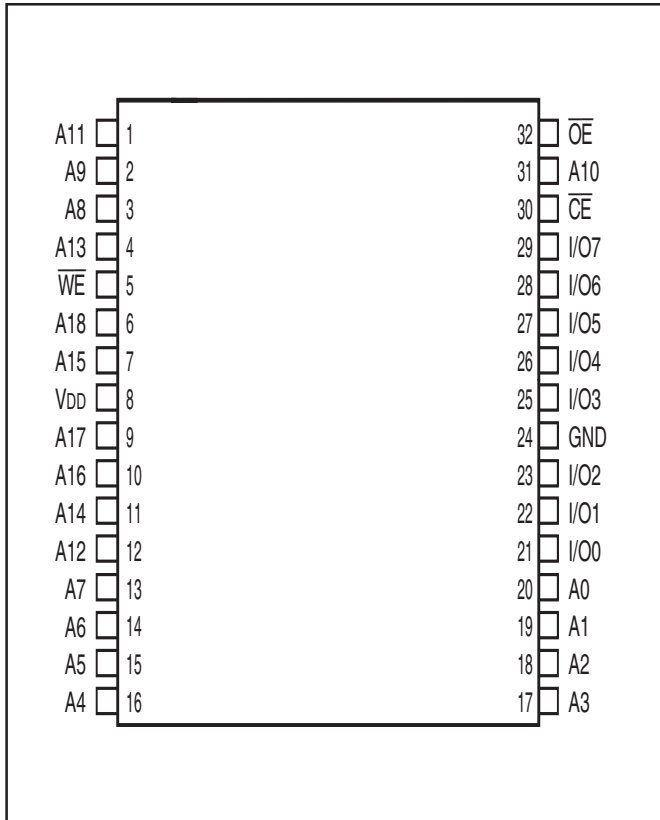 A11 1 32 O̅E̅
A9 2 31 A10
A8 3 30 C̅E̅
A13 4 29 I/O7
W̅E̅ 5 28 I/O6
A18 6 27 I/O5
A15 7 26 I/O4
VDD 8 25 I/O3
A17 9 24 GND
A16 10 23 I/O2
A14 11 22 I/O1
A12 12 21 I/O0
A7 13 20 A0
A6 14 19 A1
A5 15 18 A2
A4 16 17 A3